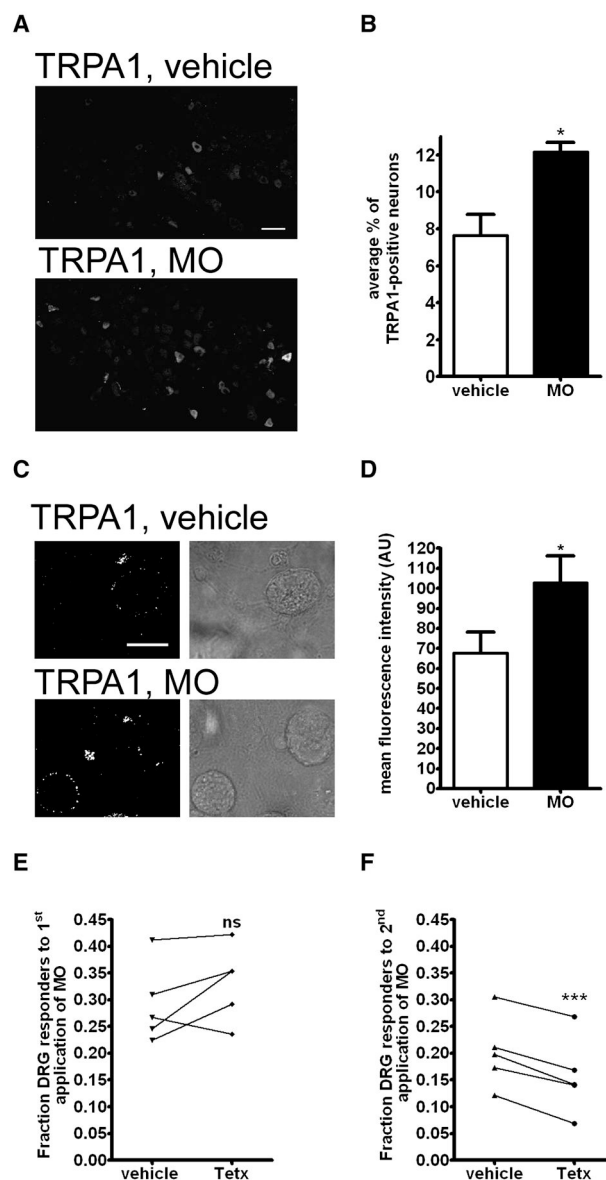 A
TRPA1, vehicle
TRPA1, MO
B
average % of
TRPA1-positive neurons
12
10
8
6
4
2
0
*
vehicle MO
C
TRPA1, vehicle
TRPA1, MO
D
mean fluorescence intensity (AU)
120
110
100
90
80
70
60
50
40
30
20
10
0
*
vehicle MO
E
Fraction DRG responders to 1st
application of MO
0.45
0.40
0.35
0.30
0.25
0.20
0.15
0.10
0.05
0.00
ns
vehicle Tetx
F
Fraction DRG responders to 2nd
application of MO
0.45
0.40
0.35
0.30
0.25
0.20
0.15
0.10
0.05
0.00
***
vehicle Tetx